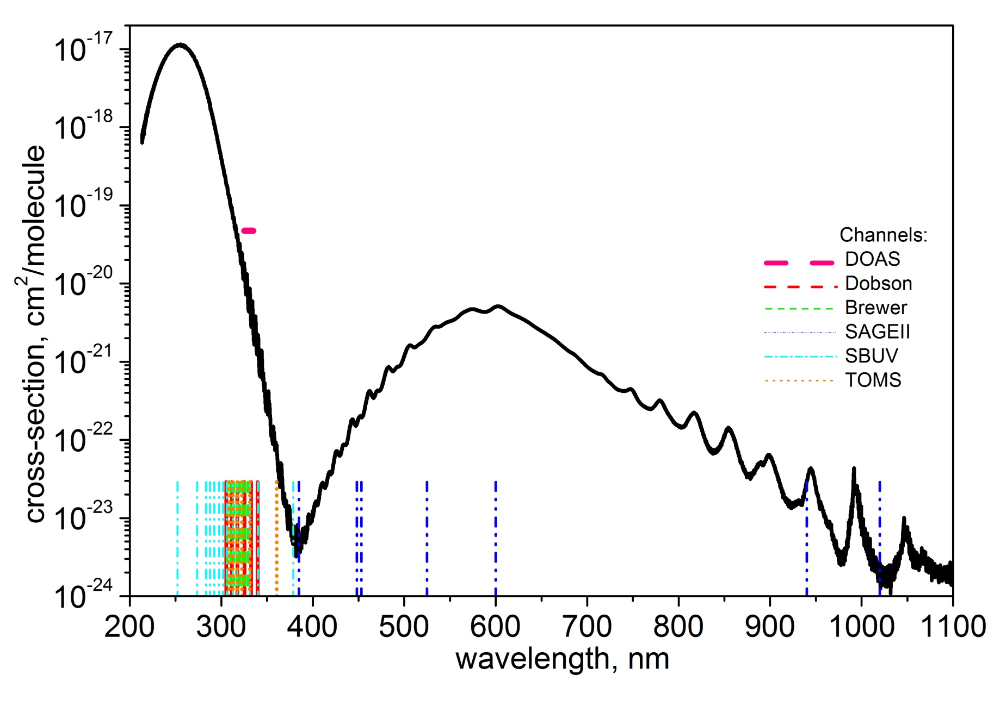 10⁻¹⁷
10⁻¹⁸
10⁻¹⁹
10⁻²⁰
10⁻²¹
10⁻²²
10⁻²³
10⁻²⁴
cross-section, cm²/molecule
Channels:
DOAS
Dobson
Brewer
SAGEII
SBUV
TOMS
200 300 400 500 600 700 800 900 1000 1100
wavelength, nm